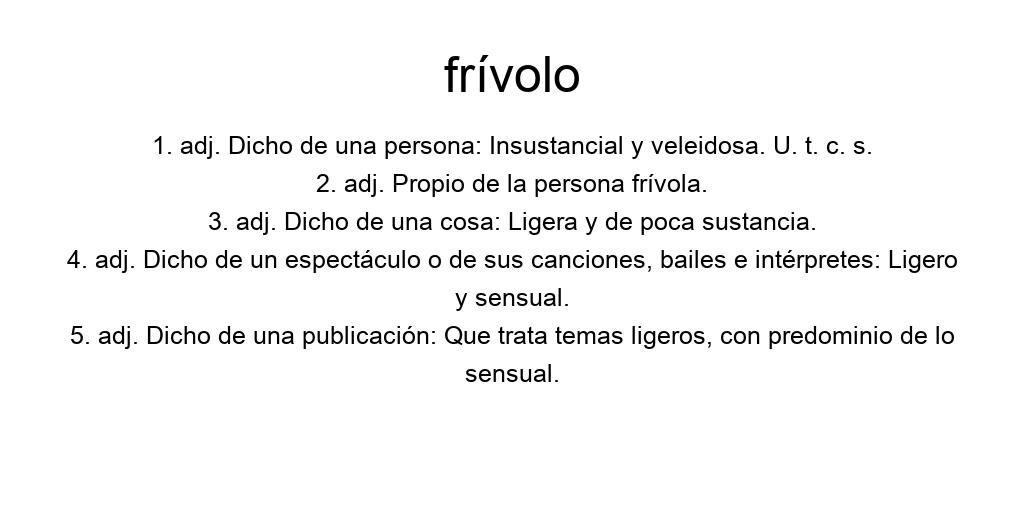 frívolo
1. adj. Dicho de una persona: Insustancial y veleidosa. U. t. c. s.
2. adj. Propio de la persona frívola.
3. adj. Dicho de una cosa: Ligera y de poca sustancia.
4. adj. Dicho de un espectáculo o de sus canciones, bailes e intérpretes: Ligero
y sensual.
5. adj. Dicho de una publicación: Que trata temas ligeros, con predominio de lo
sensual.